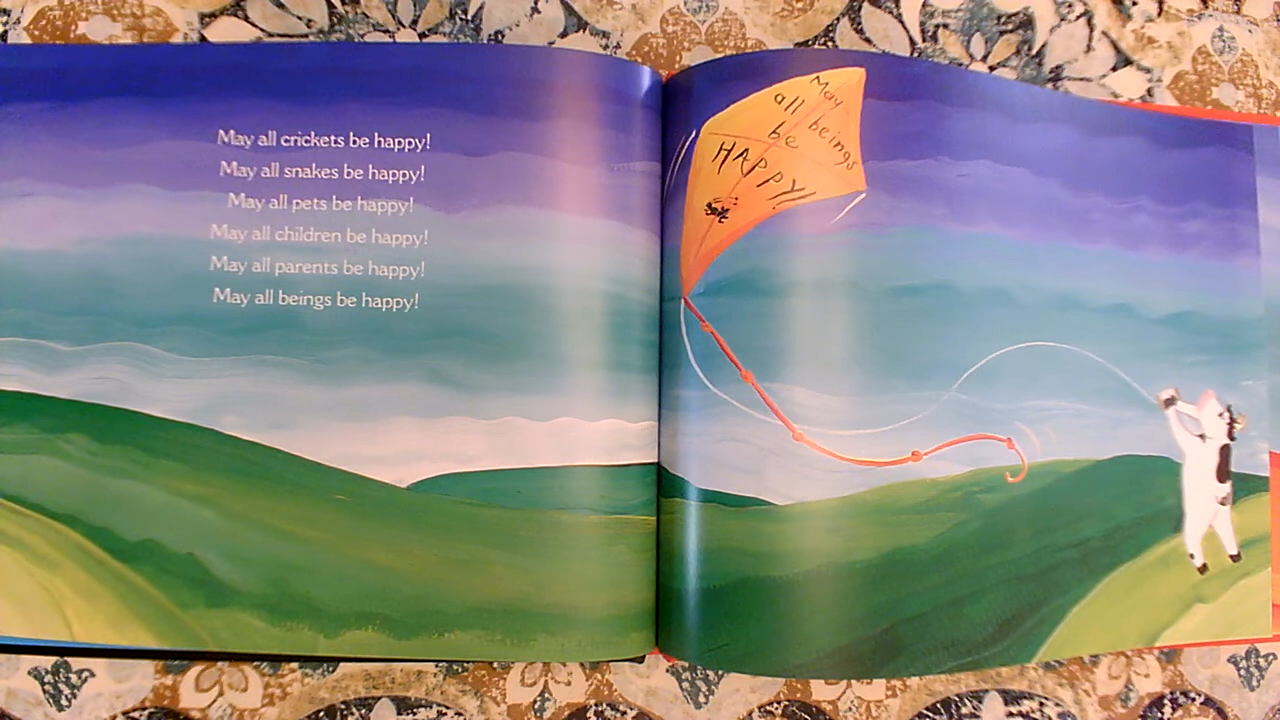 May all crickets be happy!
May all snakes be happy!
May all pets be happy!
May all children be happy!
May all parents be happy!
May all beings be happy!
May
all beings
be
HAPPY!